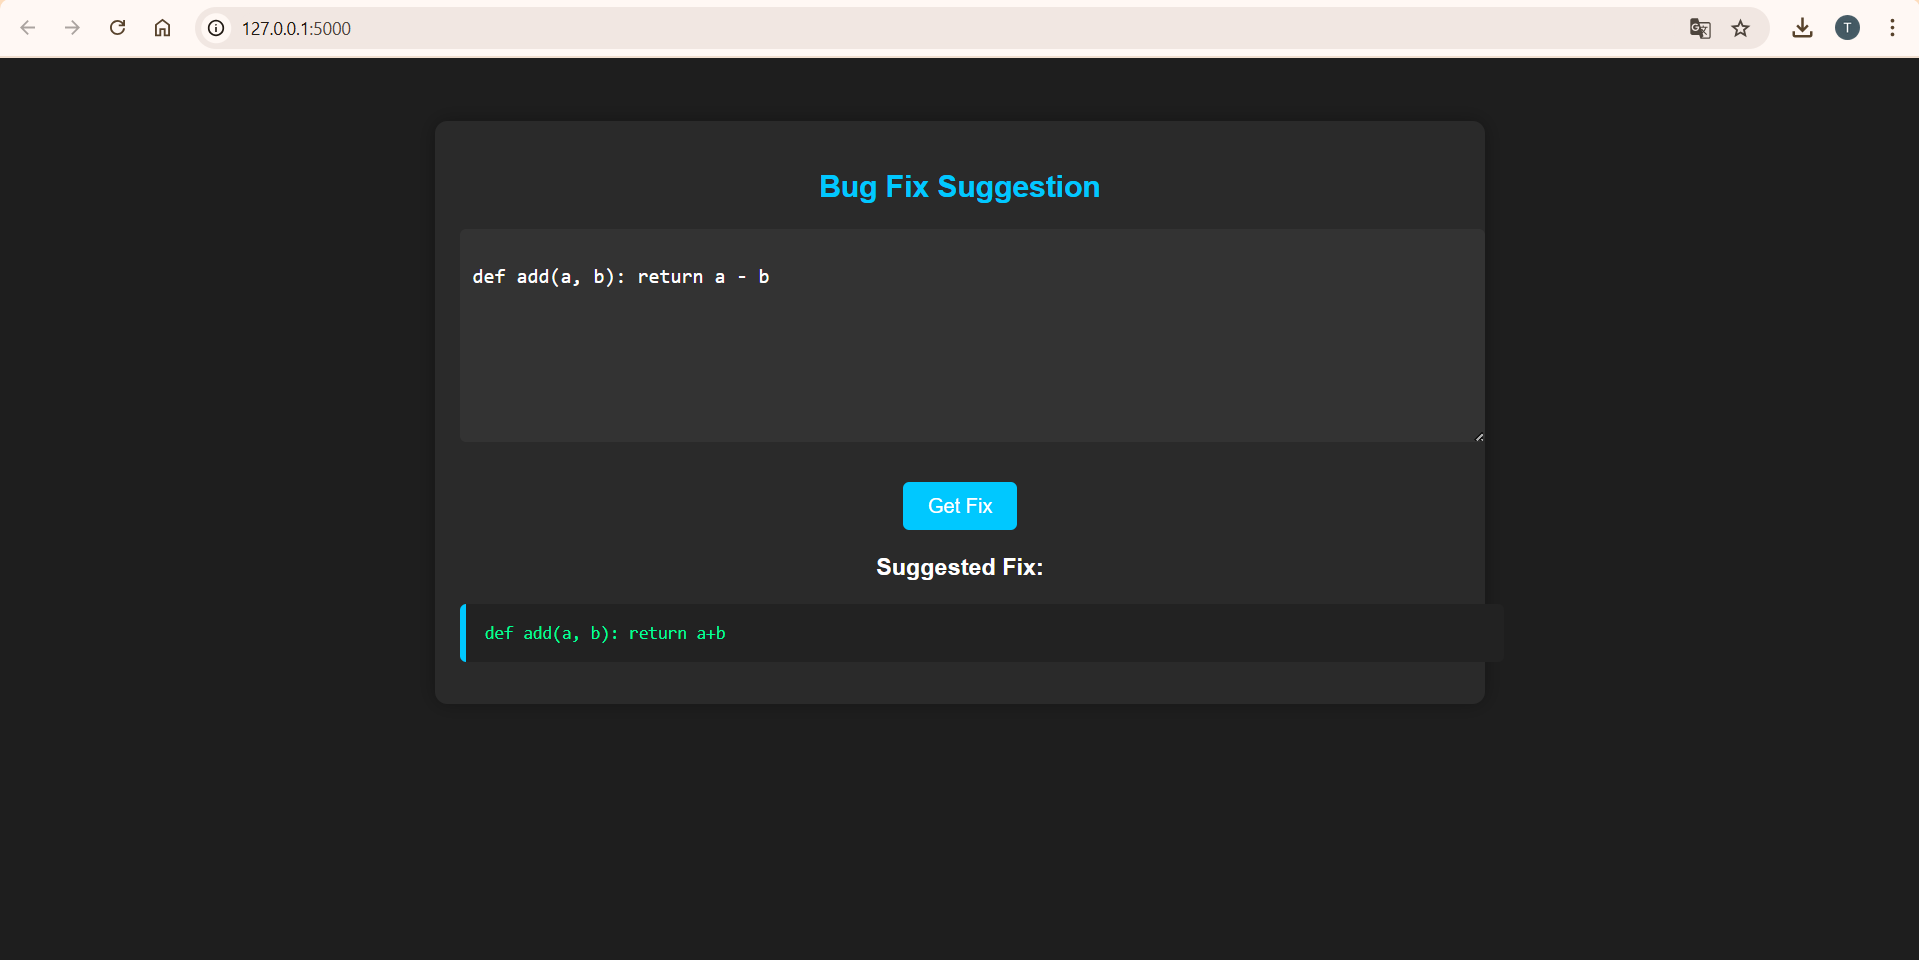 127.0.0.1:5000
T
Bug Fix Suggestion
def add(a, b): return a - b
Get Fix
Suggested Fix:
def add(a, b): return a+b